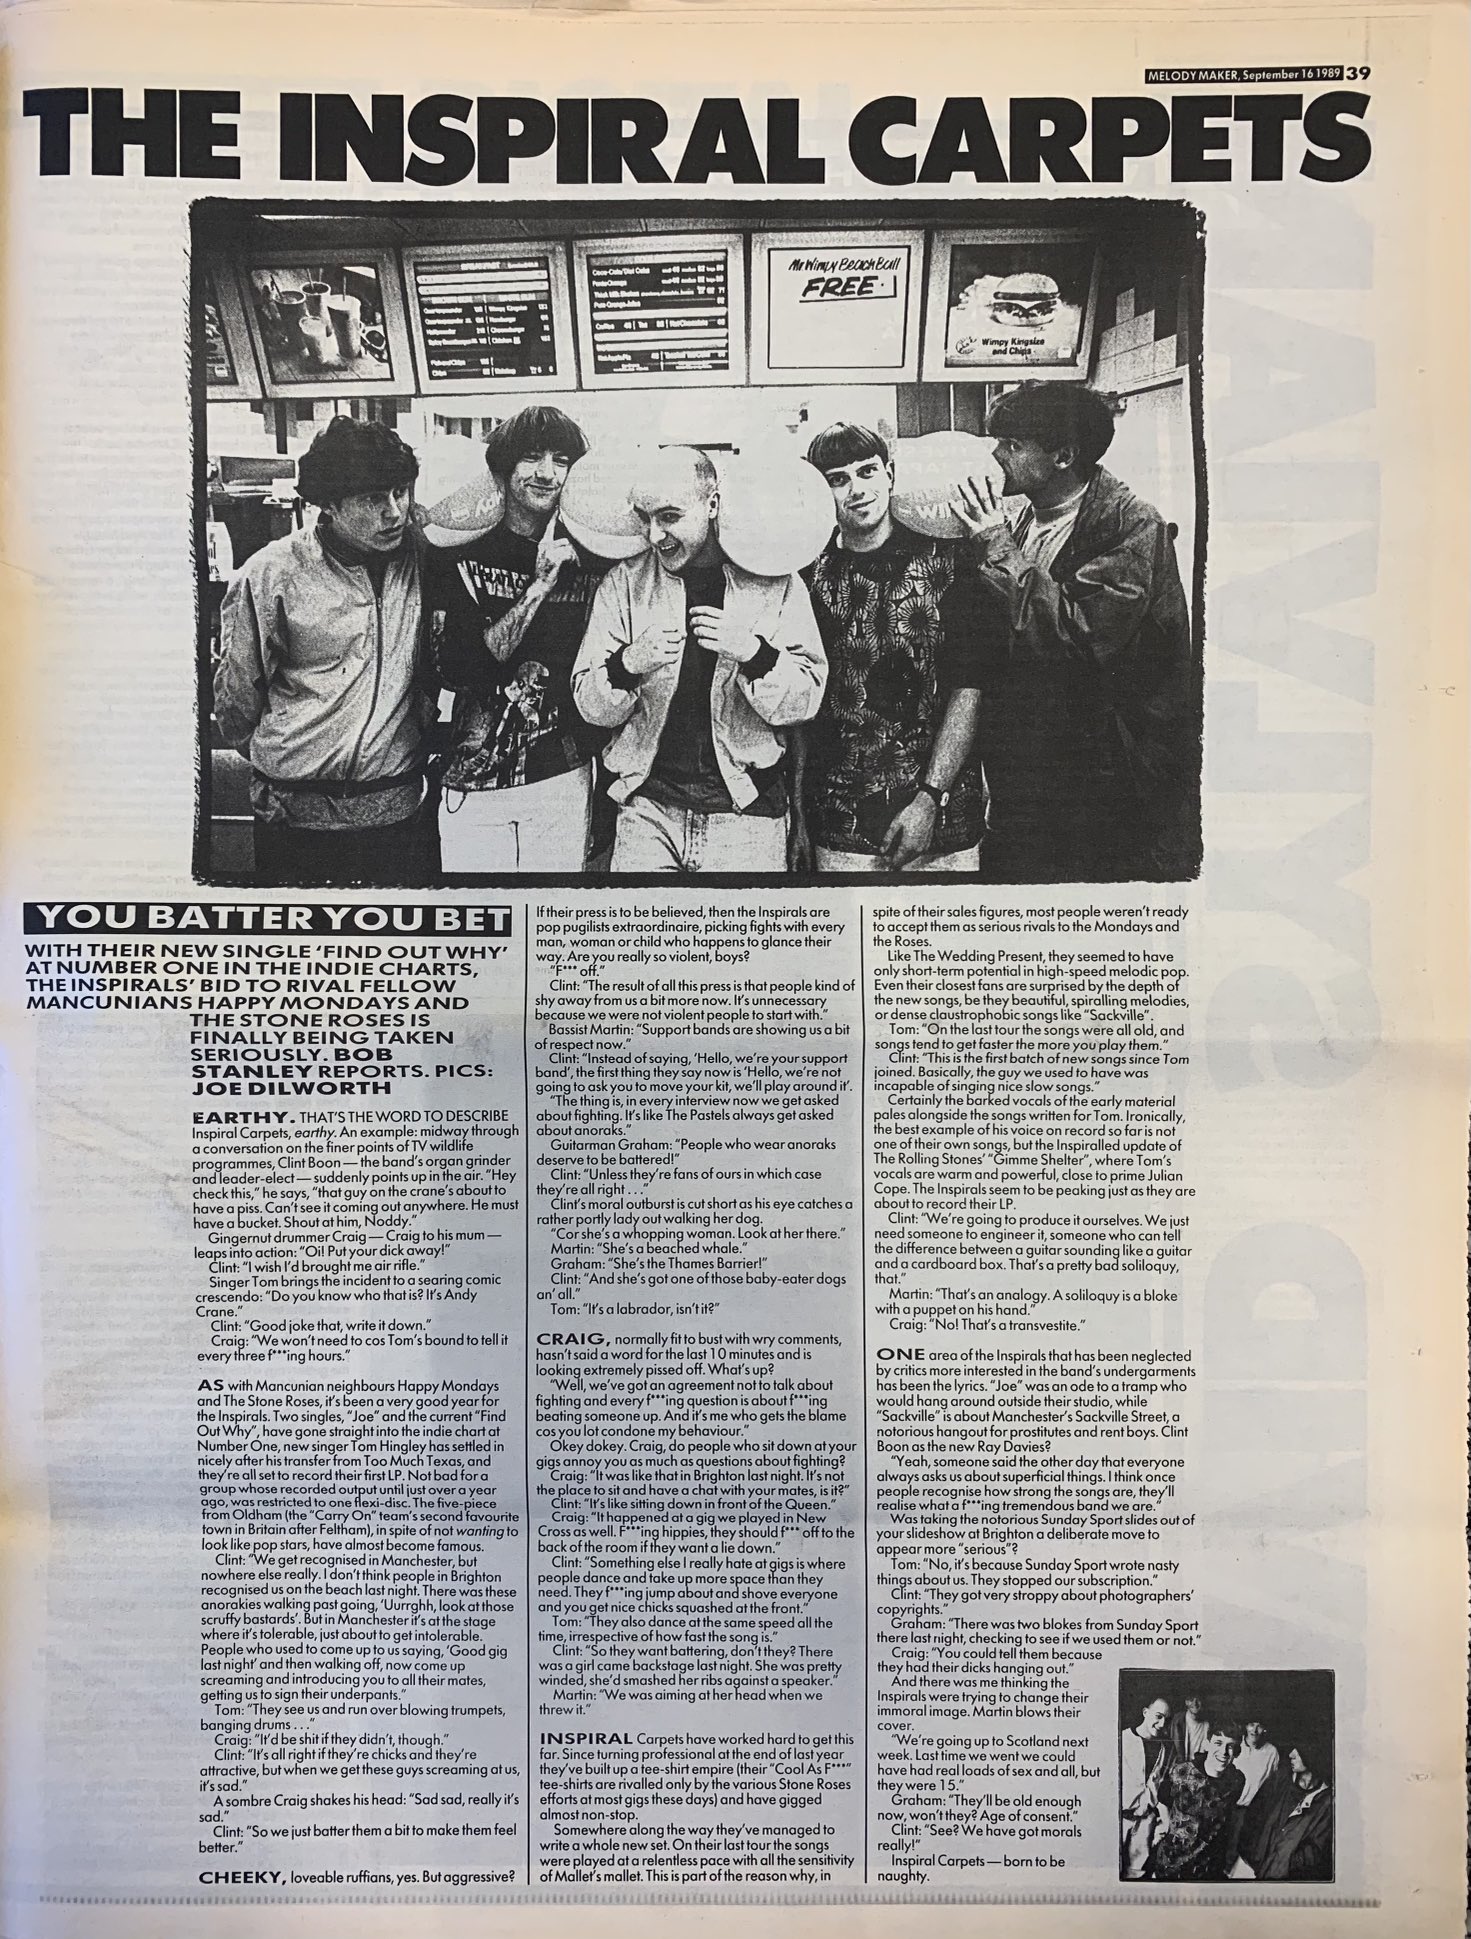 MELODY MAKER, September 16 1989 39
THE INSPIRAL CARPETS
Mr Wimpy Beach Ball
FREE
Wimpy Kingsize
and Chips
YOU BATTER YOU BET
WITH THEIR NEW SINGLE ‘FIND OUT WHY’
AT NUMBER ONE IN THE INDIE CHARTS,
THE INSPIRALS’ BID TO RIVAL FELLOW
MANCUNIANS HAPPY MONDAYS AND
THE STONE ROSES IS
FINALLY BEING TAKEN
SERIOUSLY. BOB
STANLEY REPORTS. PICS:
JOE DILWORTH
EARTHY. THAT’S THE WORD TO DESCRIBE
Inspiral Carpets, earthy. An example: midway through
a conversation on the finer points of TV wildlife
programmes, Clint Boon — the band’s organ grinder
and leader-elect — suddenly points up in the air. “Hey
check this,” he says, “that guy on the crane’s about to
have a piss. Can’t see it coming out anywhere. He must
have a bucket. Shout at him, Noddy.”
Gingernut drummer Craig — Craig to his mum —
leaps into action: “Oi! Put your dick away!”
Clint: “I wish I’d brought me air rifle.”
Singer Tom brings the incident to a searing comic
crescendo: “Do you know who that is? It’s Andy
Crane.”
Clint: “Good joke that, write it down.”
Craig: “We won’t need to cos Tom’s bound to tell it
every three f***ing hours.”
AS with Mancunian neighbours Happy Mondays
and The Stone Roses, it’s been a very good year for
the Inspirals. Two singles, “Joe” and the current “Find
Out Why”, have gone straight into the indie chart at
Number One, new singer Tom Hingley has settled in
nicely after his transfer from Too Much Texas, and
they’re all set to record their first LP. Not bad for a
group whose recorded output until just over a year
ago, was restricted to one flexi-disc. The five-piece
from Oldham (the “Carry On” team’s second favourite
town in Britain after Feltham), in spite of not wanting to
look like pop stars, have almost become famous.
Clint: “We get recognised in Manchester, but
nowhere else really. I don’t think people in Brighton
recognised us on the beach last night. There was these
anorakies walking past going, ‘Uurrghh, look at those
scruffy bastards’. But in Manchester it’s at the stage
where it’s tolerable, just about to get intolerable.
People who used to come up to us saying, ‘Good gig
last night’ and then walking off, now come up
screaming and introducing you to all their mates,
getting us to sign their underpants.”
Tom: “They see us and run over blowing trumpets,
banging drums . . .”
Craig: “It’d be shit if they didn’t, though.”
Clint: “It’s all right if they’re chicks and they’re
attractive, but when we get these guys screaming at us,
it’s sad.”
A sombre Craig shakes his head: “Sad sad, really it’s
sad.”
Clint: “So we just batter them a bit to make them feel
better.”
CHEEKY, loveable ruffians, yes. But aggressive?
If their press is to be believed, then the Inspirals are
pop pugilists extraordinaire, picking fights with every
man, woman or child who happens to glance their
way. Are you really so violent, boys?
“F*** off.”
Clint: “The result of all this press is that people kind of
shy away from us a bit more now. It’s unnecessary
because we were not violent people to start with.”
Bassist Martin: “Support bands are showing us a bit
of respect now.”
Clint: “Instead of saying, ‘Hello, we’re your support
band’, the first thing they say now is ‘Hello, we’re not
going to ask you to move your kit, we’ll play around it’.
“The thing is, in every interview now we get asked
about fighting. It’s like The Pastels always get asked
about anoraks.”
Guitarman Graham: “People who wear anoraks
deserve to be battered!”
Clint: “Unless they’re fans of ours in which case
they’re all right . . .”
Clint’s moral outburst is cut short as his eye catches a
rather portly lady out walking her dog.
“Cor she’s a whopping woman. Look at her there.”
Martin: “She’s a beached whale.”
Graham: “She’s the Thames Barrier!”
Clint: “And she’s got one of those baby-eater dogs
an’ all.”
Tom: “It’s a labrador, isn’t it?”
CRAIG, normally fit to bust with wry comments,
hasn’t said a word for the last 10 minutes and is
looking extremely pissed off. What’s up?
“Well, we’ve got an agreement not to talk about
fighting and every f***ing question is about f***ing
beating someone up. And it’s me who gets the blame
cos you lot condone my behaviour.”
Okey dokey. Craig, do people who sit down at your
gigs annoy you as much as questions about fighting?
Craig: “It was like that in Brighton last night. It’s not
the place to sit and have a chat with your mates, is it?”
Clint: “It’s like sitting down in front of the Queen.”
Craig: “It happened at a gig we played in New
Cross as well. F***ing hippies, they should f*** off to the
back of the room if they want a lie down.”
Clint: “Something else I really hate at gigs is where
people dance and take up more space than they
need. They f***ing jump about and shove everyone
and you get nice chicks squashed at the front.”
Tom: “They also dance at the same speed all the
time, irrespective of how fast the song is.”
Clint: “So they want battering, don’t they? There
was a girl came backstage last night. She was pretty
winded, she’d smashed her ribs against a speaker.”
Martin: “We was aiming at her head when we
threw it.”
INSPIRAL Carpets have worked hard to get this
far. Since turning professional at the end of last year
they’ve built up a tee-shirt empire (their “Cool As F***”
tee-shirts are rivalled only by the various Stone Roses
efforts at most gigs these days) and have gigged
almost non-stop.
Somewhere along the way they’ve managed to
write a whole new set. On their last tour the songs
were played at a relentless pace with all the sensitivity
of Mallet’s mallet. This is part of the reason why, in
spite of their sales figures, most people weren’t ready
to accept them as serious rivals to the Mondays and
the Roses.
Like The Wedding Present, they seemed to have
only short-term potential in high-speed melodic pop.
Even their closest fans are surprised by the depth of
the new songs, be they beautiful, spiralling melodies,
or dense claustrophobic songs like “Sackville”.
Tom: “On the last tour the songs were all old, and
songs tend to get faster the more you play them.”
Clint: “This is the first batch of new songs since Tom
joined. Basically, the guy we used to have was
incapable of singing nice slow songs.”
Certainly the barked vocals of the early material
pales alongside the songs written for Tom. Ironically,
the best example of his voice on record so far is not
one of their own songs, but the Inspiralled update of
The Rolling Stones’ “Gimme Shelter”, where Tom’s
vocals are warm and powerful, close to prime Julian
Cope. The Inspirals seem to be peaking just as they are
about to record their LP.
Clint: “We’re going to produce it ourselves. We just
need someone to engineer it, someone who can tell
the difference between a guitar sounding like a guitar
and a cardboard box. That’s a pretty bad soliloquy,
that.”
Martin: “That’s an analogy. A soliloquy is a bloke
with a puppet on his hand.”
Craig: “No! That’s a transvestite.”
ONE area of the Inspirals that has been neglected
by critics more interested in the band’s undergarments
has been the lyrics. “Joe” was an ode to a tramp who
would hang around outside their studio, while
“Sackville” is about Manchester’s Sackville Street, a
notorious hangout for prostitutes and rent boys. Clint
Boon as the new Ray Davies?
“Yeah, someone said the other day that everyone
always asks us about superficial things. I think once
people recognise how strong the songs are, they’ll
realise what a f***ing tremendous band we are.”
Was taking the notorious Sunday Sport slides out of
your slideshow at Brighton a deliberate move to
appear more “serious”?
Tom: “No, it’s because Sunday Sport wrote nasty
things about us. They stopped our subscription.”
Clint: “They got very stroppy about photographers’
copyrights.”
Graham: “There was two blokes from Sunday Sport
there last night, checking to see if we used them or not.”
Craig: “You could tell them because
they had their dicks hanging out.”
And there was me thinking the
Inspirals were trying to change their
immoral image. Martin blows their
cover.
“We’re going up to Scotland next
week. Last time we went we could
have had real loads of sex and all, but
they were 15.”
Graham: “They’ll be old enough
now, won’t they? Age of consent.”
Clint: “See? We have got morals
really!”
Inspiral Carpets — born to be
naughty.